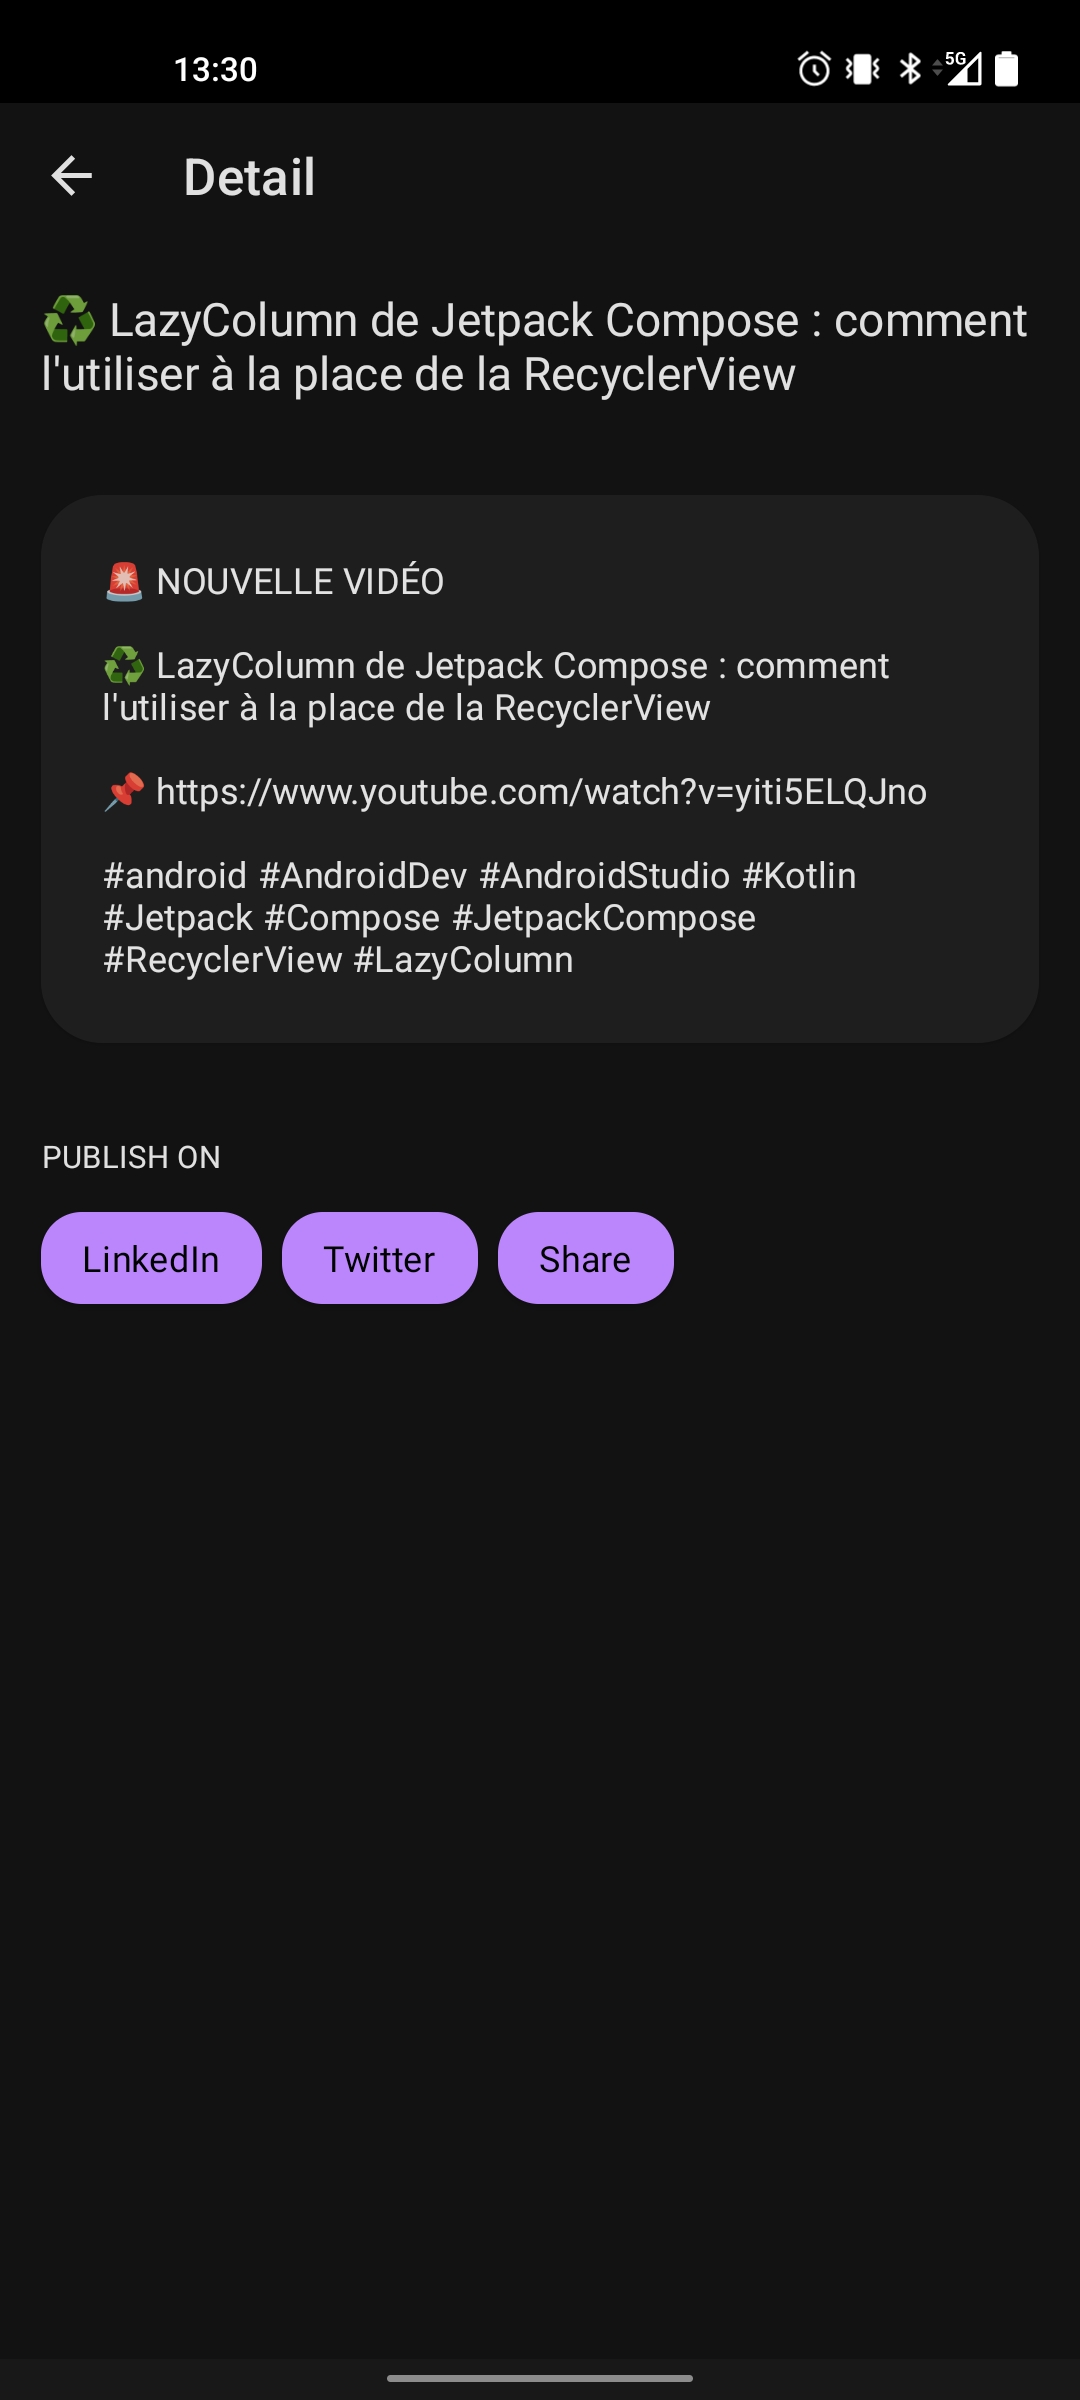 13:30
5G
Detail
♻️ LazyColumn de Jetpack Compose : comment
l'utiliser à la place de la RecyclerView
🚨 NOUVELLE VIDÉO
♻️ LazyColumn de Jetpack Compose : comment
l'utiliser à la place de la RecyclerView
📌 https://www.youtube.com/watch?v=yiti5ELQJno
#android #AndroidDev #AndroidStudio #Kotlin
#Jetpack #Compose #JetpackCompose
#RecyclerView #LazyColumn
PUBLISH ON
LinkedIn
Twitter
Share